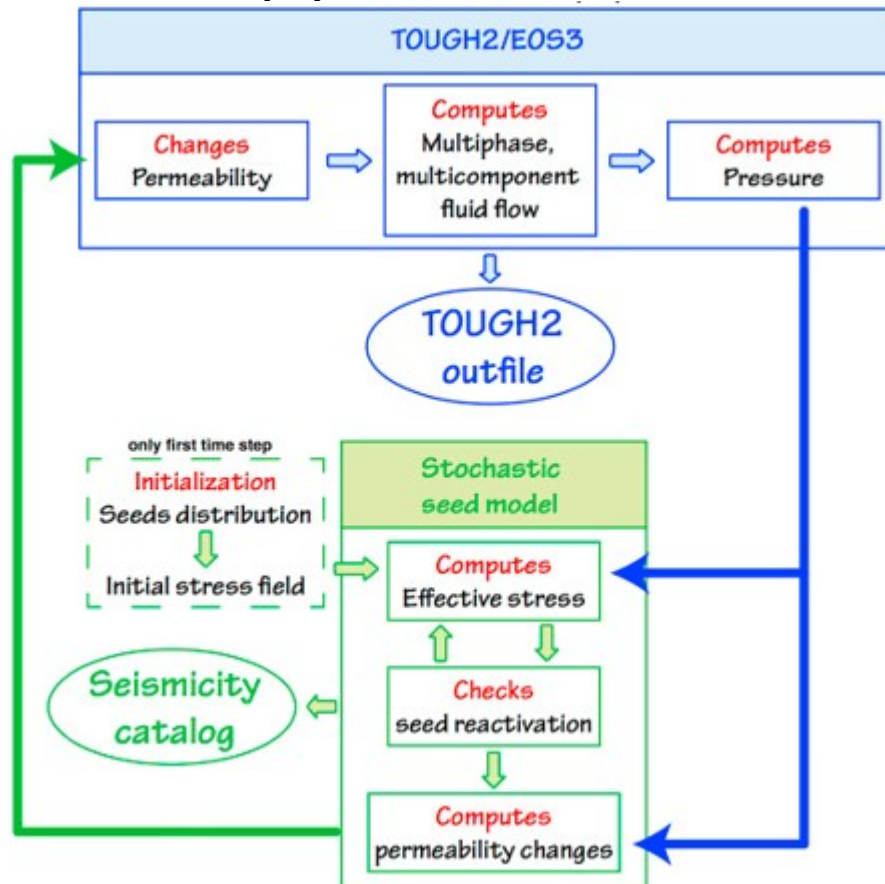 TOUGH2/EOS3
Changes
Permeability
Computes
Multiphase,
multicomponent
fluid flow
Computes
Pressure
TOUGH2
outfile
only first time step
Initialization
Seeds distribution
Initial stress field
Stochastic
seed model
Computes
Effective stress
Checks
seed reactivation
Computes
permeability changes
Seismicity
catalog